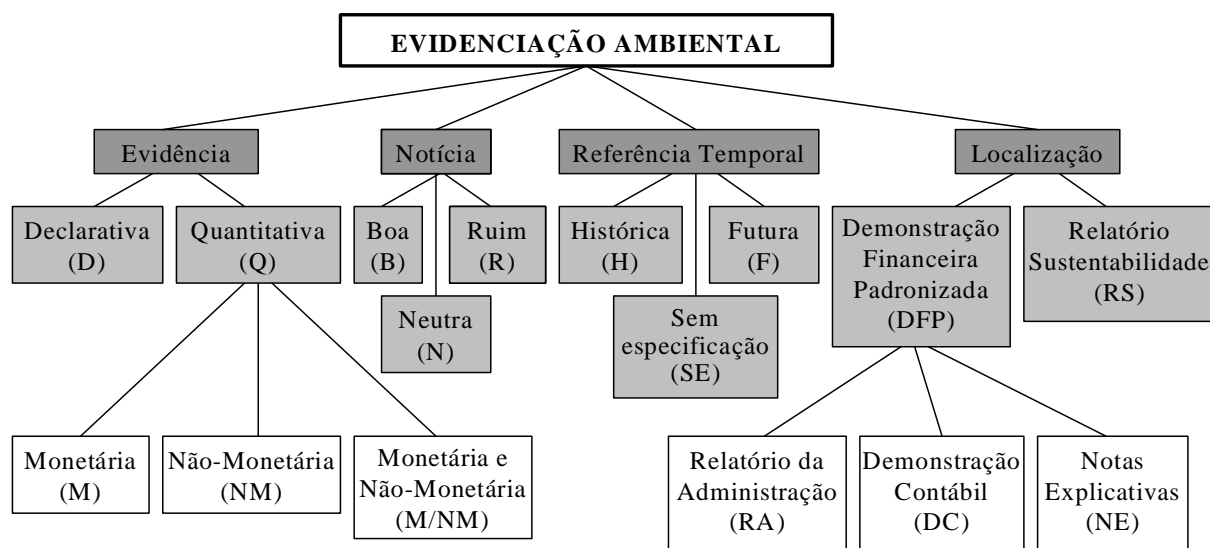 EVIDENCIAÇÃO AMBIENTAL
Evidência
Notícia
Referência Temporal
Localização
Declarativa
(D)
Quantitativa
(Q)
Boa
(B)
Ruim
(R)
Neutra
(N)
Histórica
(H)
Futura
(F)
Sem
especificação
(SE)
Demonstração
Financeira
Padronizada
(DFP)
Relatório
Sustentabilidade
(RS)
Monetária
(M)
Não-Monetária
(NM)
Monetária e
Não-Monetária
(M/NM)
Relatório da
Administração
(RA)
Demonstração
Contábil
(DC)
Notas
Explicativas
(NE)